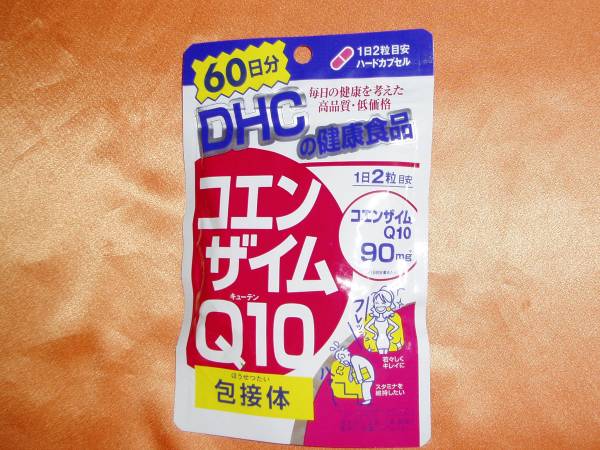 60日分
1日2粒目安
ハードカプセル
毎日の健康を考えた
高品質・低価格
DHC
の健康食品
1日2粒目安
コエン
ザイム
キューテン
Q10
コエンザイム
Q10
90mg
若々しく
キレイに
スタミナを
維持したい
ほうせつたい
包接体